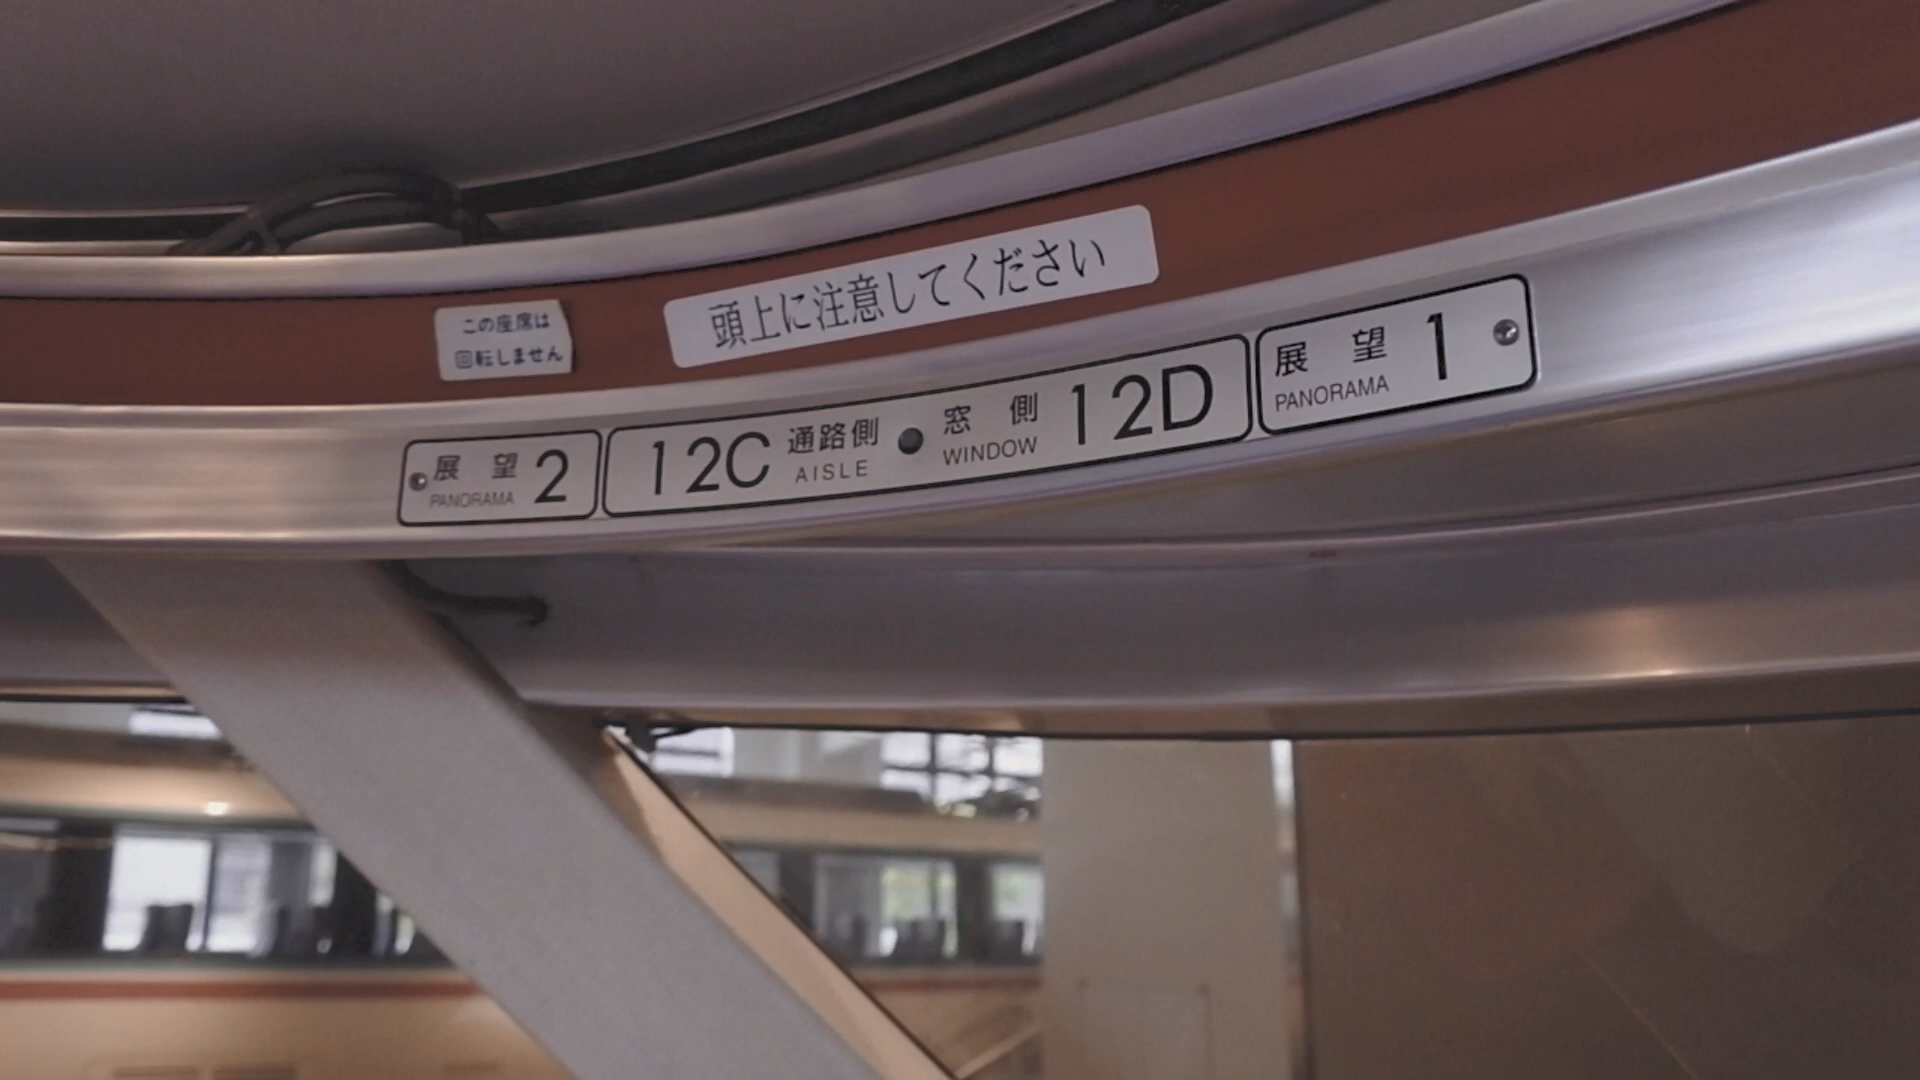 この座席は
回転しません
頭上に注意してください
展望 2
PANORAMA
12C 通路側
AISLE
窓側 12D
WINDOW
展望 1
PANORAMA